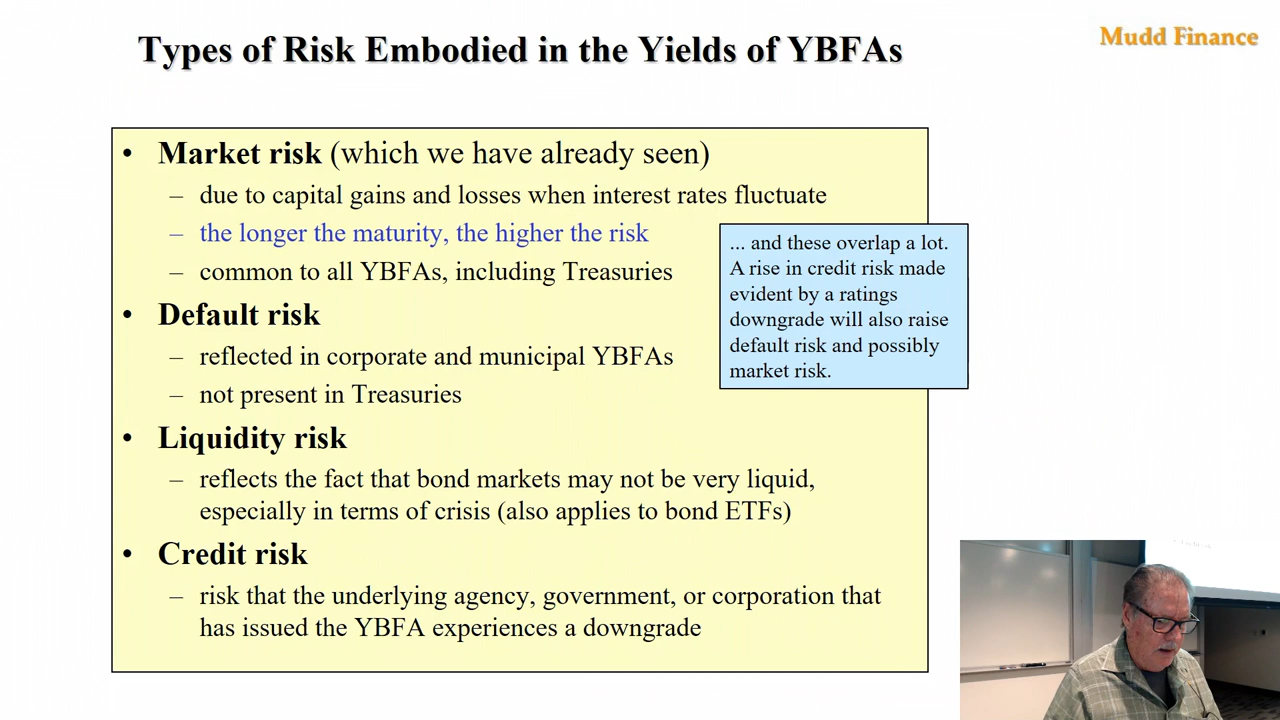 Types of Risk Embodied in the Yields of YBFAs
Mudd Finance
• Market risk (which we have already seen)
– due to capital gains and losses when interest rates fluctuate
– the longer the maturity, the higher the risk
– common to all YBFAs, including Treasuries
• Default risk
– reflected in corporate and municipal YBFAs
– not present in Treasuries
• Liquidity risk
– reflects the fact that bond markets may not be very liquid,
especially in terms of crisis (also applies to bond ETFs)
• Credit risk
– risk that the underlying agency, government, or corporation that
has issued the YBFA experiences a downgrade
... and these overlap a lot.
A rise in credit risk made
evident by a ratings
downgrade will also raise
default risk and possibly
market risk.